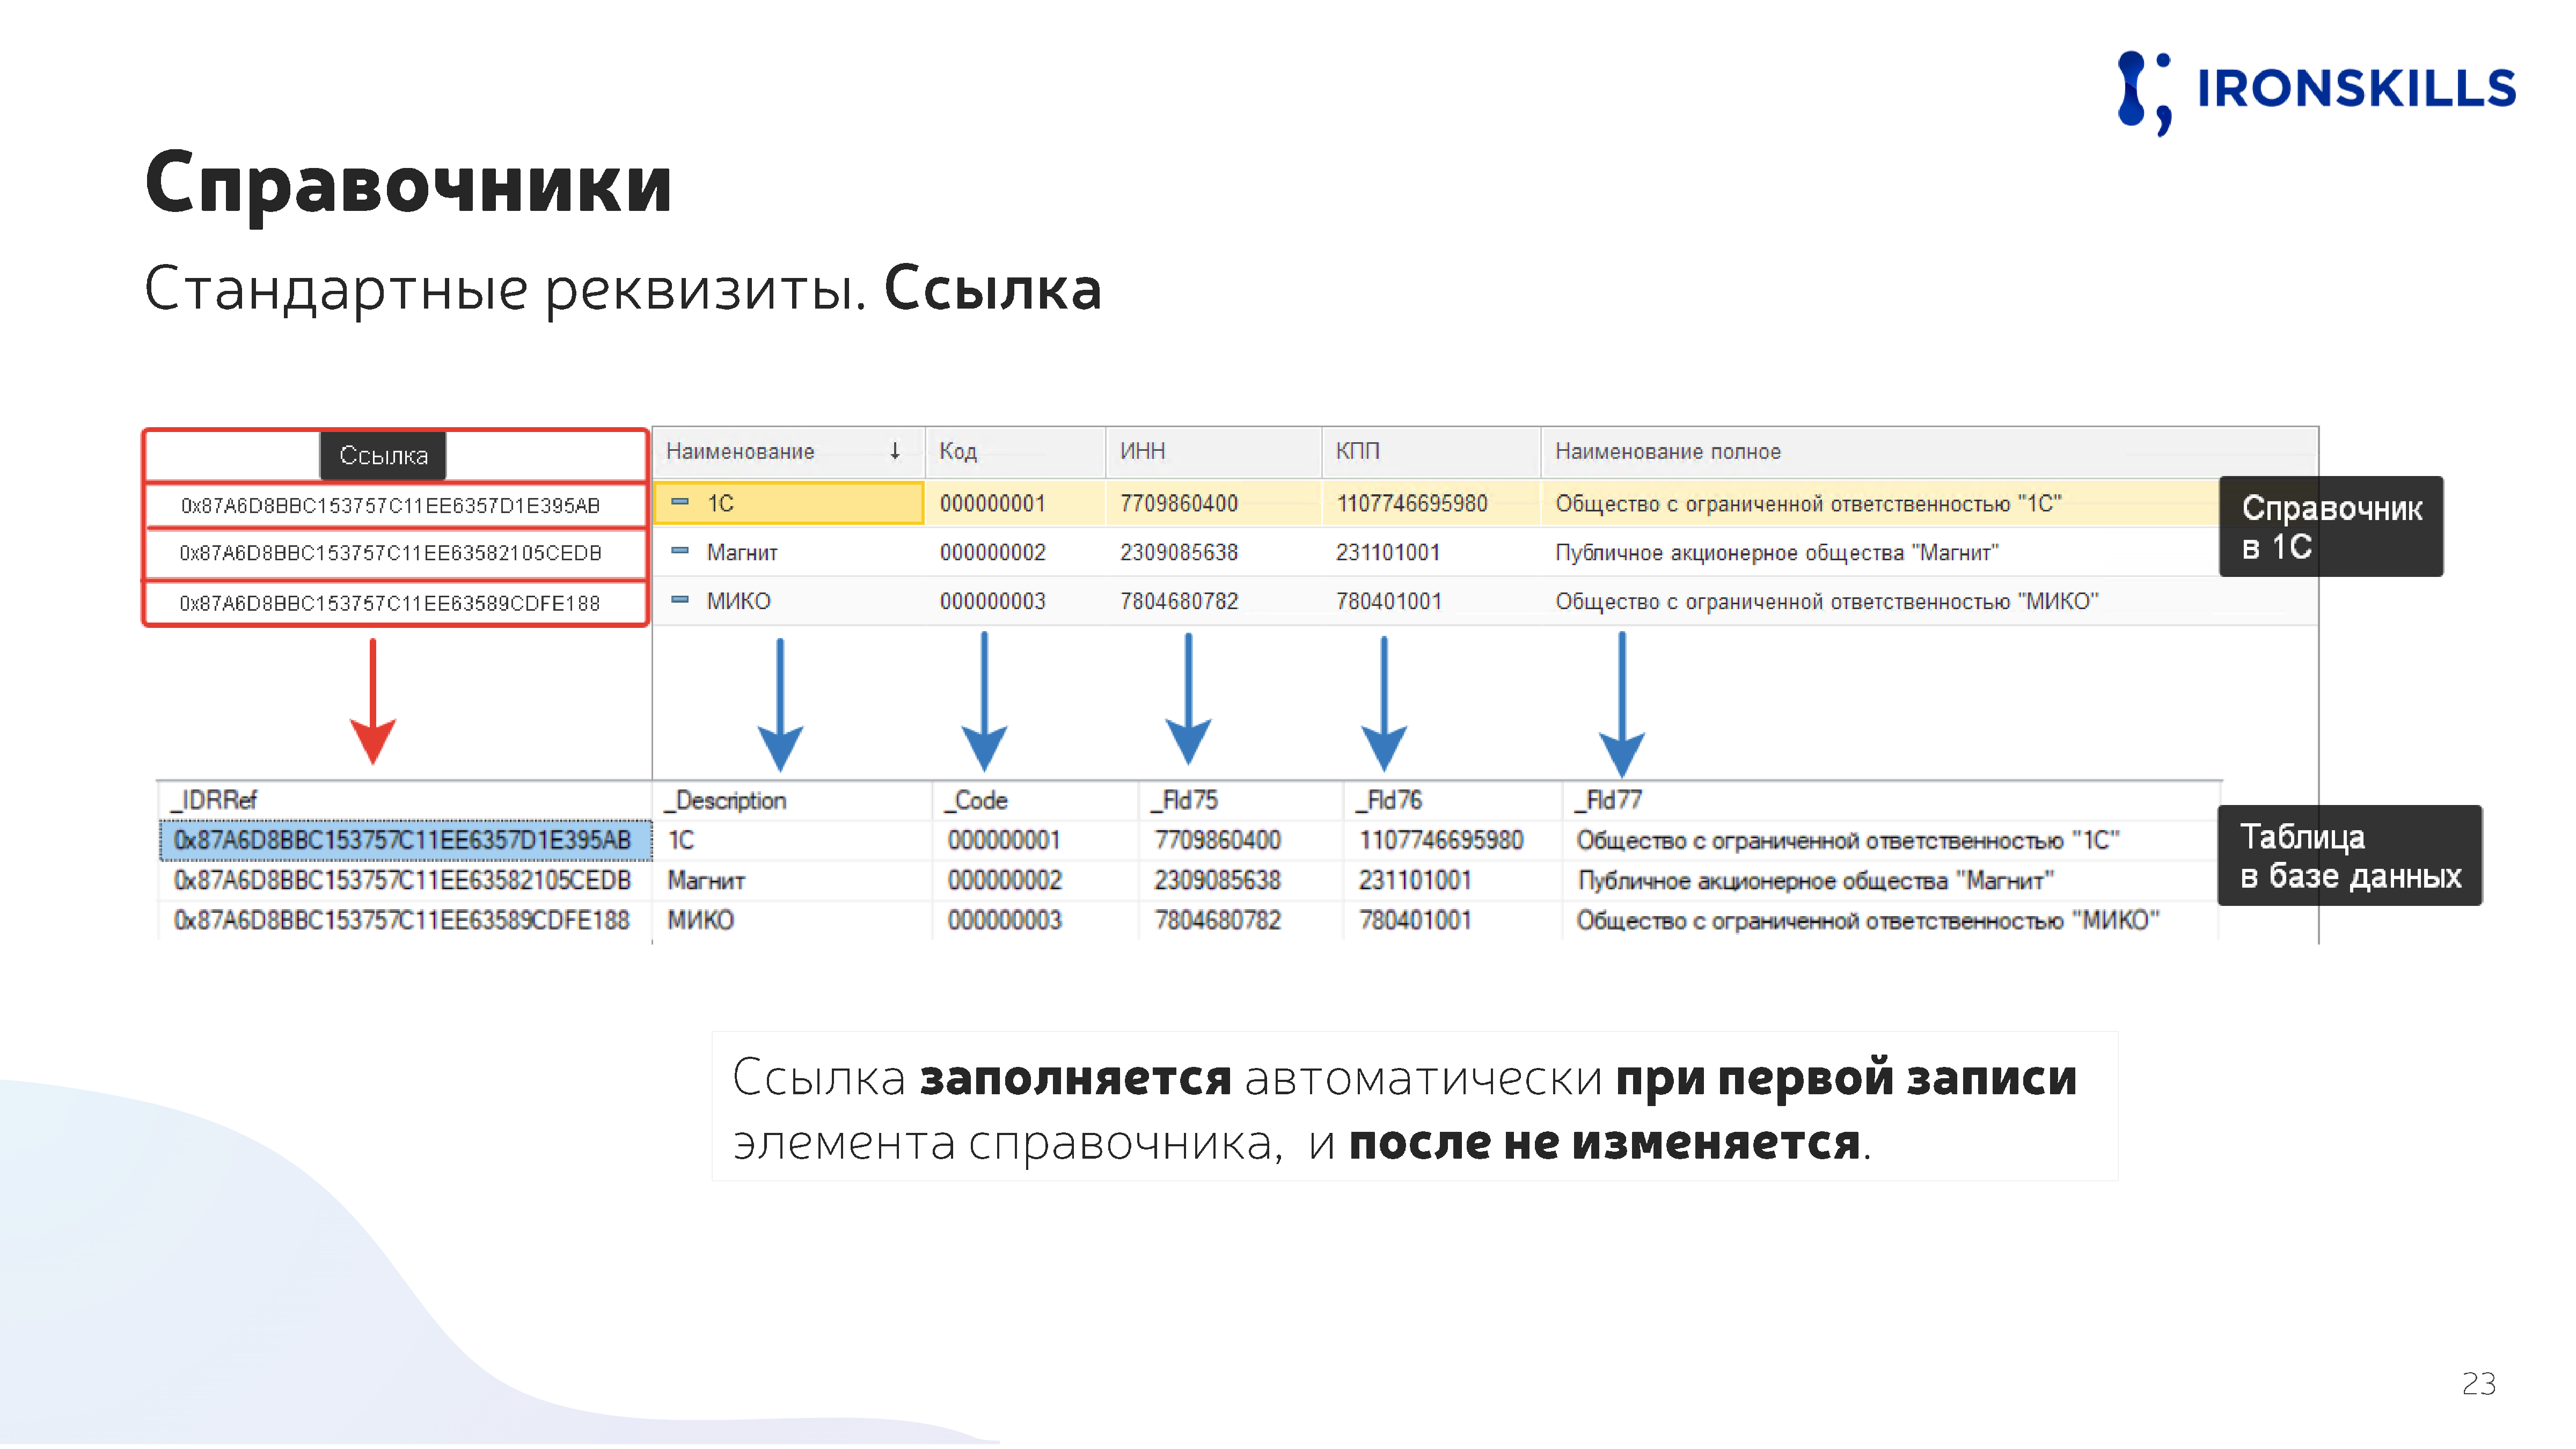 IRONSKILLS
Справочники
Стандартные реквизиты. Ссылка
Ссылка Наименование ↓ Код ИНН КПП Наименование полное
0x87A6D8BBC153757C11EE6357D1E395AB 1С 000000001 7709860400 1107746695980 Общество с ограниченной ответственностью "1С"
0x87A6D8BBC153757C11EE63582105CEDB Магнит 000000002 2309085638 231101001 Публичное акционерное общества "Магнит"
0x87A6D8BBC153757C11EE63589CDFE188 МИКО 000000003 7804680782 780401001 Общество с ограниченной ответственностью "МИКО"
Справочник
в 1С
_IDRRef _Description _Code _Fld75 _Fld76 _Fld77
0x87A6D8BBC153757C11EE6357D1E395AB 1С 000000001 7709860400 1107746695980 Общество с ограниченной ответственностью "1С"
0x87A6D8BBC153757C11EE63582105CEDB Магнит 000000002 2309085638 231101001 Публичное акционерное общества "Магнит"
0x87A6D8BBC153757C11EE63589CDFE188 МИКО 000000003 7804680782 780401001 Общество с ограниченной ответственностью "МИКО"
Таблица
в базе данных
Ссылка заполняется автоматически при первой записи
элемента справочника, и после не изменяется.
23